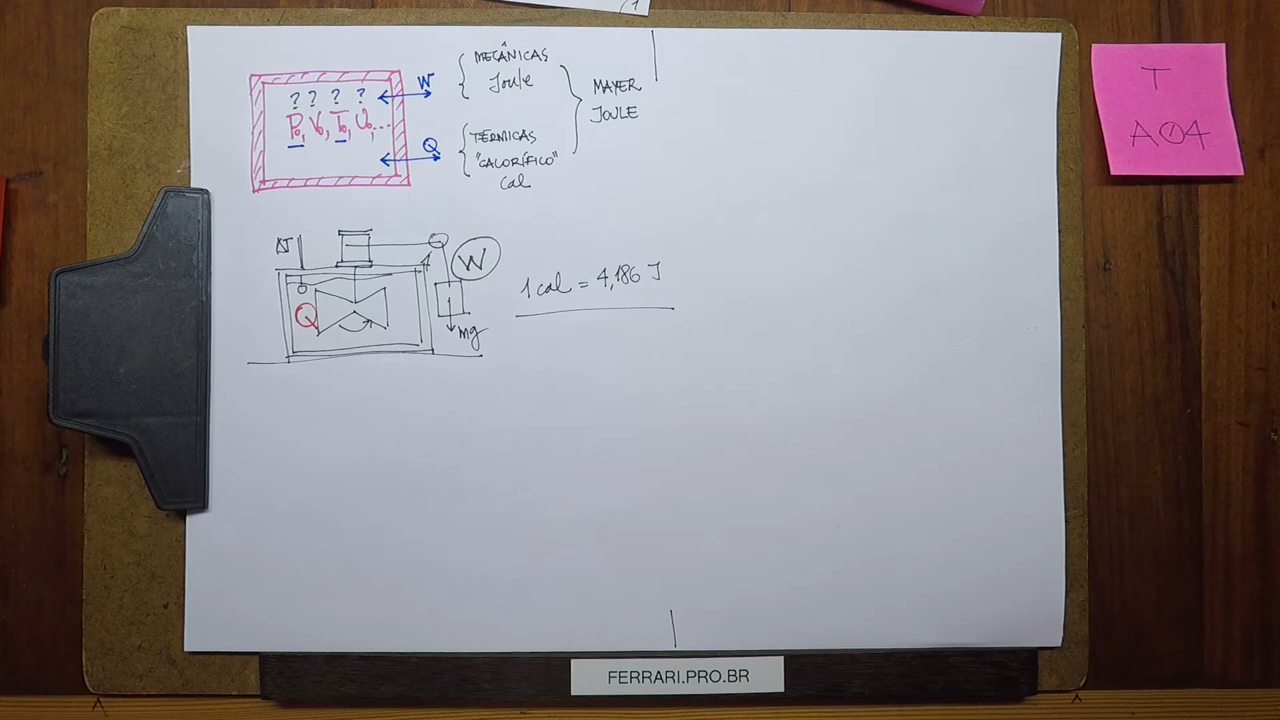 ? ? ? ?
P₀, V₀, T₀, U₀, ...
W
Q
MECÂNICAS
Joule
TÉRMICAS
"CALORÍFICO"
cal
MAYER
JOULE
ΔT
W
Q
mg
1 cal = 4,186 J
T
A04
FERRARI.PRO.BR